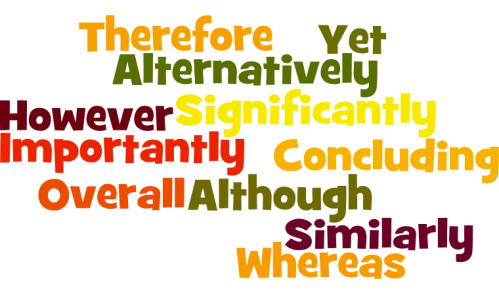 Therefore Yet
Alternatively
However Significantly
Importantly Concluding
Overall Although
Similarly
Whereas